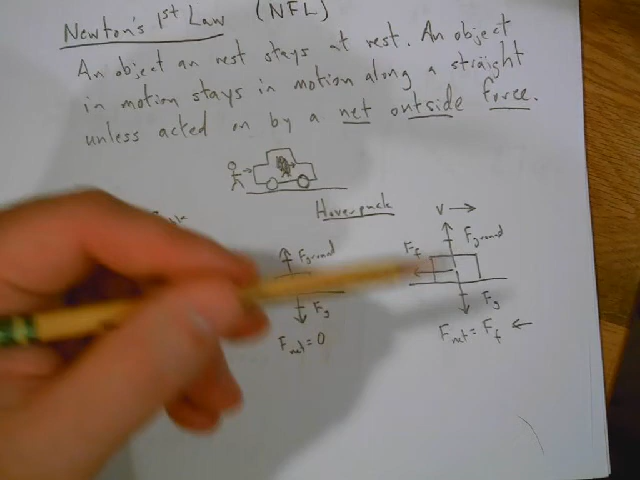 Newton's 1st Law (NFL)
An object an rest stays at rest. An object
in motion stays in motion along a straight
unless acted on by a net outside force.
Hoverpuck
V
Fground
Fg
Fnet = 0
Ff
Fground
Fg
Fnet = Ff ←